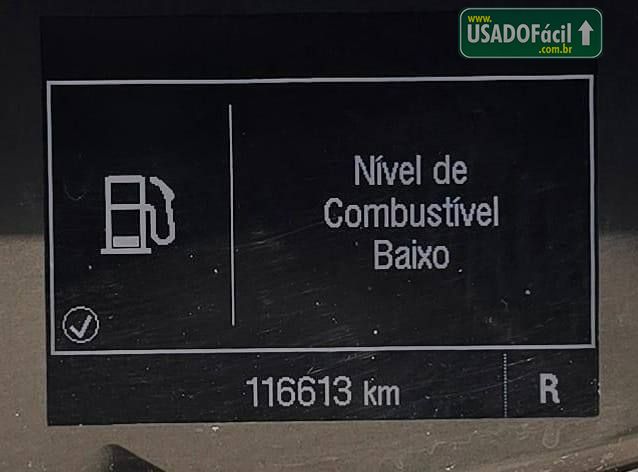 www.
USADOFácil
.com.br
Nível de
Combustível
Baixo
116613 km R